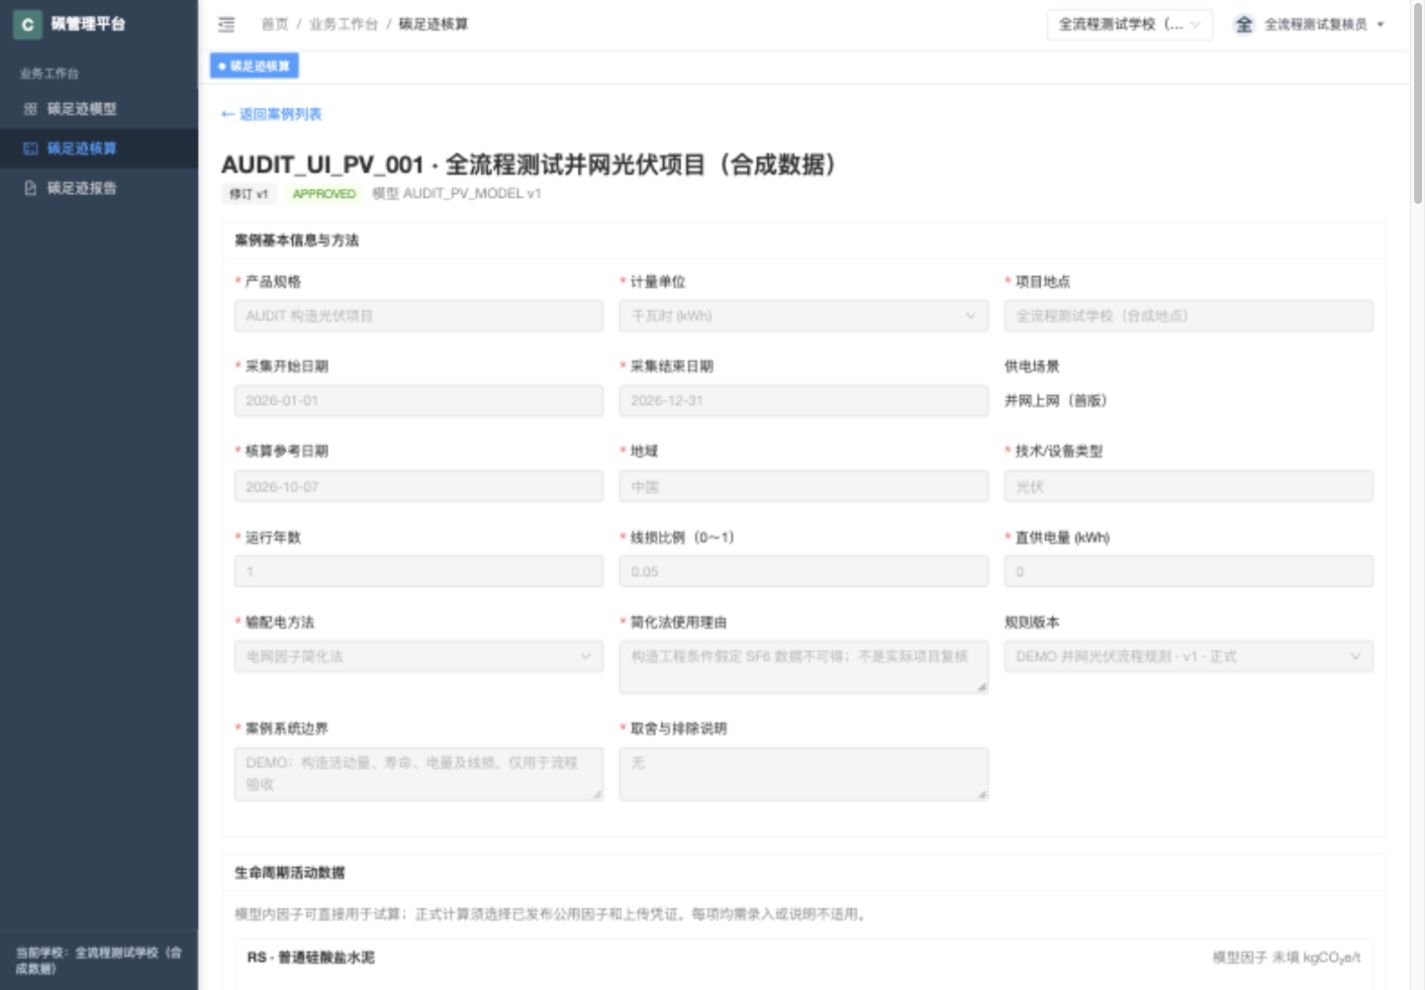 C 碳管理平台
首页 / 业务工作台 / 碳足迹核算
全流程测试学校（...
全 全流程测试复核员
业务工作台
碳足迹模型
碳足迹核算
碳足迹报告
碳足迹核算
← 返回案例列表
AUDIT_UI_PV_001 · 全流程测试并网光伏项目（合成数据）
修订 v1 APPROVED 模型 AUDIT_PV_MODEL v1
案例基本信息与方法
* 产品规格
* 计量单位
* 项目地点
AUDIT 构造光伏项目
千瓦时 (kWh)
全流程测试学校（合成地点）
* 采集开始日期
* 采集结束日期
供电场景
2026-01-01
2026-12-31
并网上网（首版）
* 核算参考日期
* 地域
* 技术/设备类型
2026-10-07
中国
光伏
* 运行年数
* 线损比例（0～1）
* 直供电量 (kWh)
1
0.05
0
* 输配电方法
* 简化法使用理由
规则版本
电网因子简化法
构造工程条件假定 SF6 数据不可得；不是实际项目复核
DEMO 并网光伏流程规则 · v1 · 正式
* 案例系统边界
* 取舍与排除说明
DEMO：构造活动量、寿命、电量及线损，仅用于流程
验收
无
生命周期活动数据
模型内因子可直接用于试算；正式计算须选择已发布公用因子和上传凭证。每项均需录入或说明不适用。
RS · 普通硅酸盐水泥
模型因子 未填 kgCO₂e/t
当前学校：全流程测试学校（合
成数据）